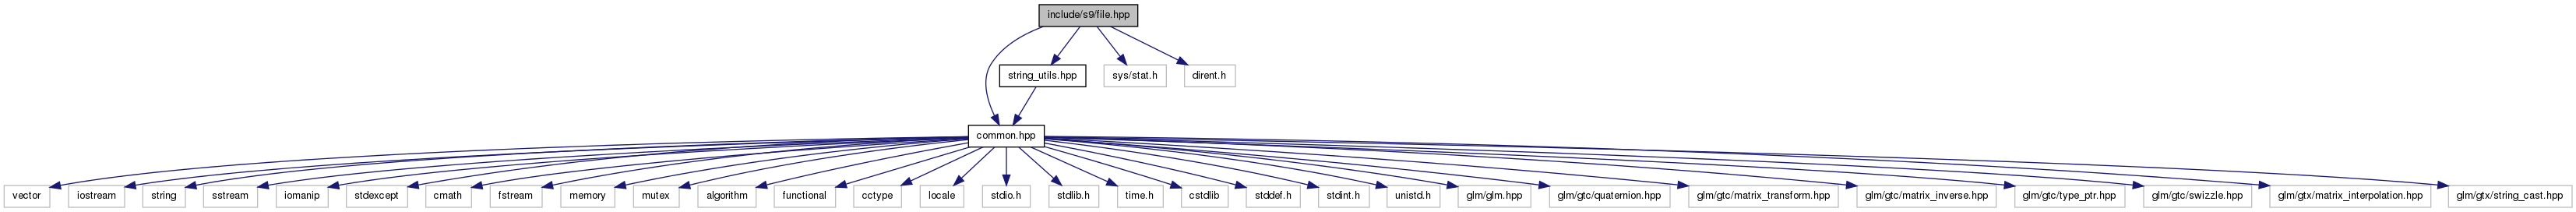 include/s9/file.hpp
string_utils.hpp
sys/stat.h
dirent.h
common.hpp
vector
iostream
string
sstream
iomanip
stdexcept
cmath
fstream
memory
mutex
algorithm
functional
cctype
locale
stdio.h
stdlib.h
time.h
cstdlib
stddef.h
stdint.h
unistd.h
glm/glm.hpp
glm/gtc/quaternion.hpp
glm/gtc/matrix_transform.hpp
glm/gtc/matrix_inverse.hpp
glm/gtc/type_ptr.hpp
glm/gtc/swizzle.hpp
glm/gtx/matrix_interpolation.hpp
glm/gtx/string_cast.hpp